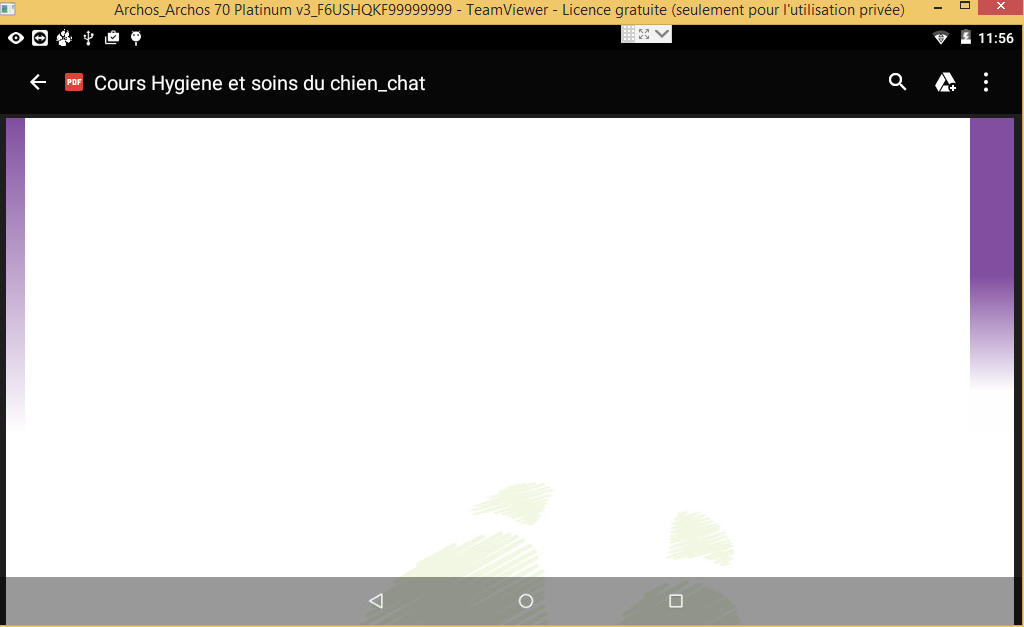 Archos_Archos 70 Platinum v3_F6USHQKF99999999 - TeamViewer - Licence gratuite (seulement pour l'utilisation privée)
11:56
PDF Cours Hygiene et soins du chien_chat